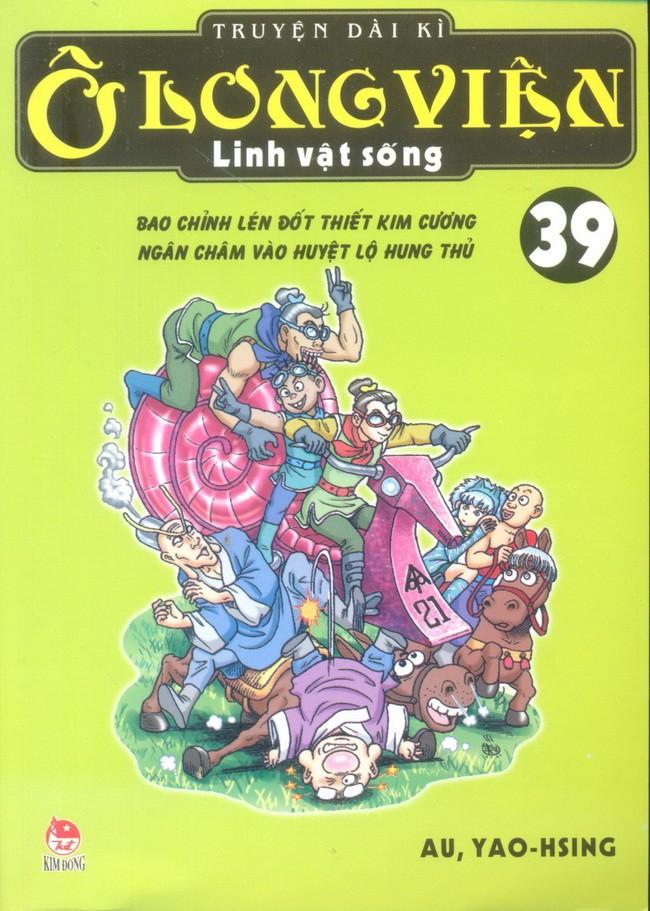 TRUYỆN DÀI KÌ
Ô LONG VIỆN
Linh vật sống
BAO CHỈNH LÉN ĐỐT THIẾT KIM CƯƠNG
NGÂN CHÂM VÀO HUYỆT LỘ HUNG THỦ
39
21
KIM ĐỒNG
AU, YAO-HSING